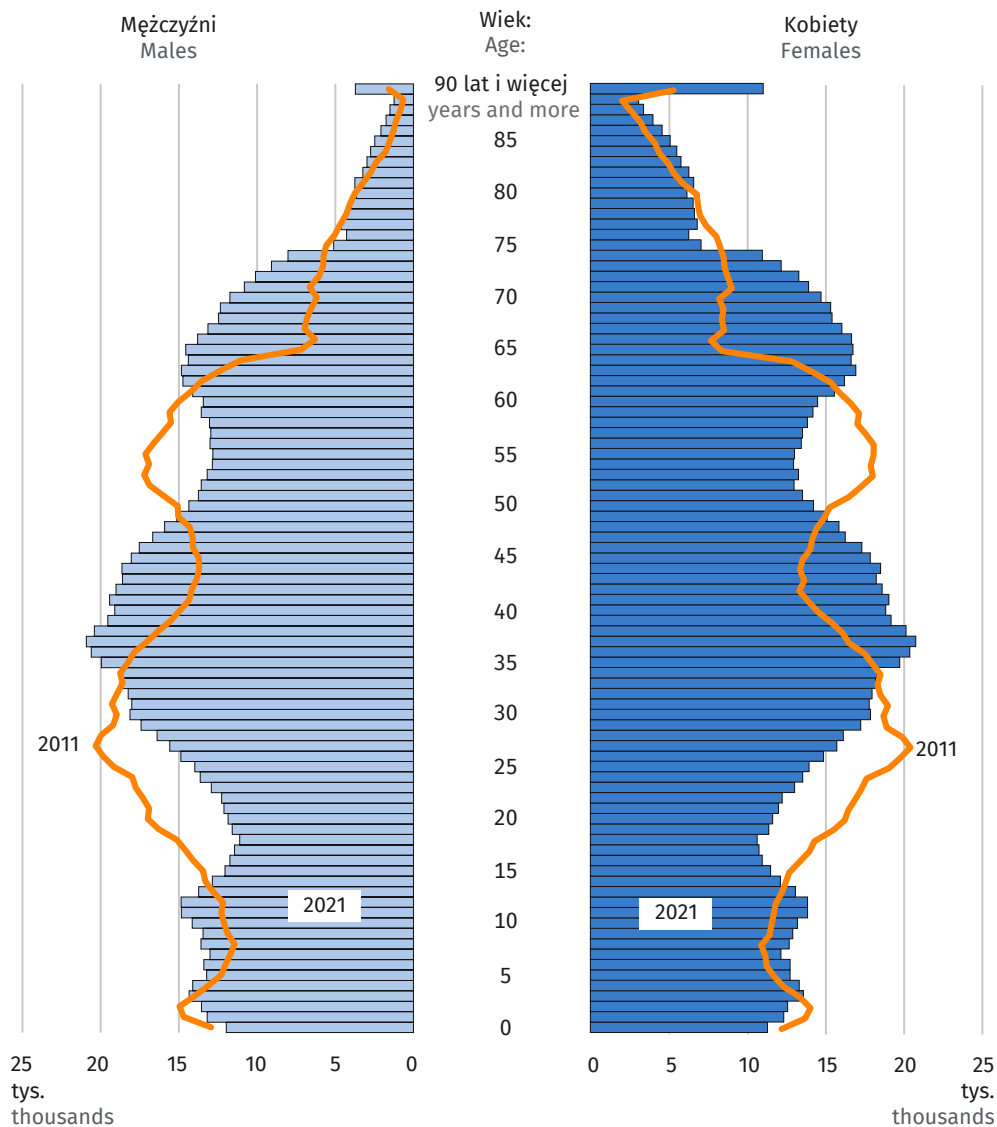 Mężczyźni
Males
Wiek:
Age:
Kobiety
Females
90 lat i więcej
years and more
85
80
75
70
65
60
55
50
45
40
35
30
25
20
15
10
5
0
2011
2011
2021
2021
25 20 15 10 5 0
0 5 10 15 20 25
tys.
thousands
tys.
thousands